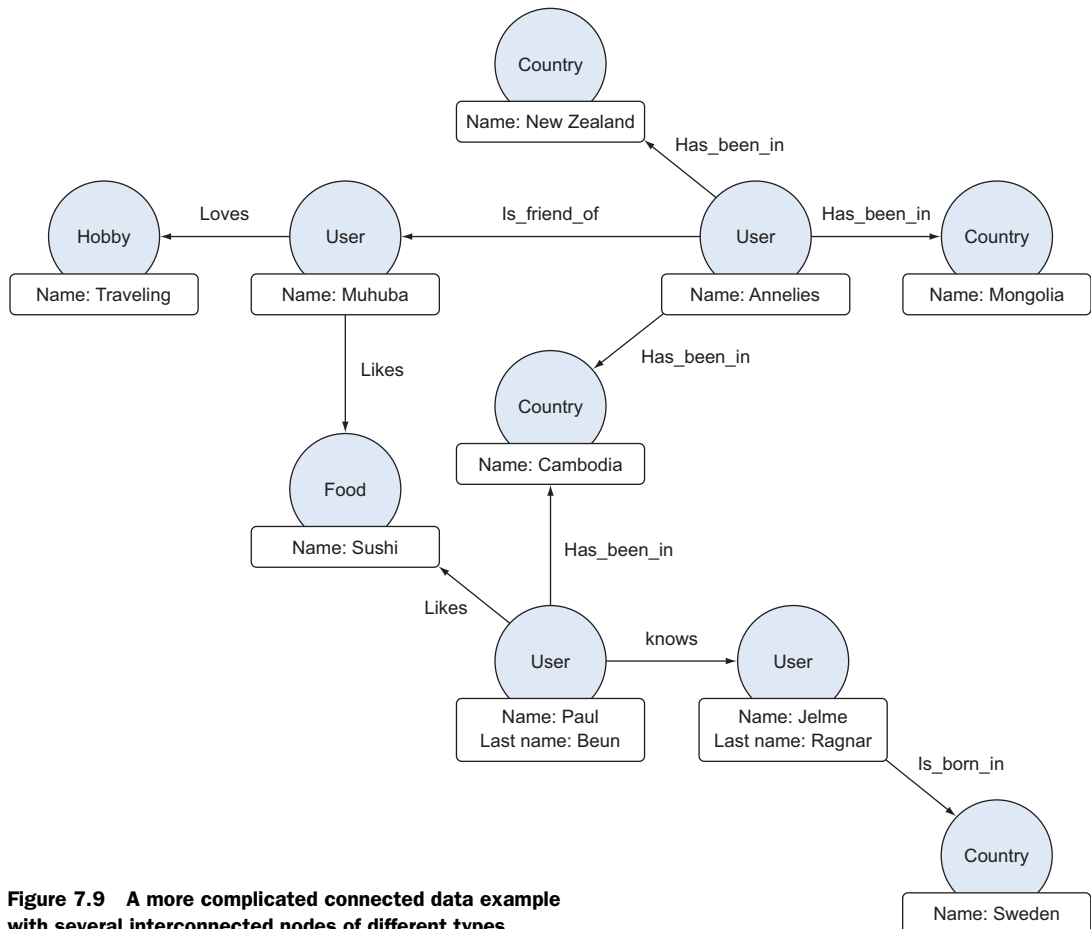 Country
Name: New Zealand
Has_been_in
Loves
Is_friend_of
Has_been_in
Hobby
User
User
Country
Name: Traveling
Name: Muhuba
Name: Annelies
Name: Mongolia
Likes
Has_been_in
Country
Name: Cambodia
Food
Name: Sushi
Has_been_in
Likes
knows
User
User
Name: Paul
Last name: Beun
Name: Jelme
Last name: Ragnar
Is_born_in
Country
Name: Sweden
Figure 7.9 A more complicated connected data example
with several interconnected nodes of different types